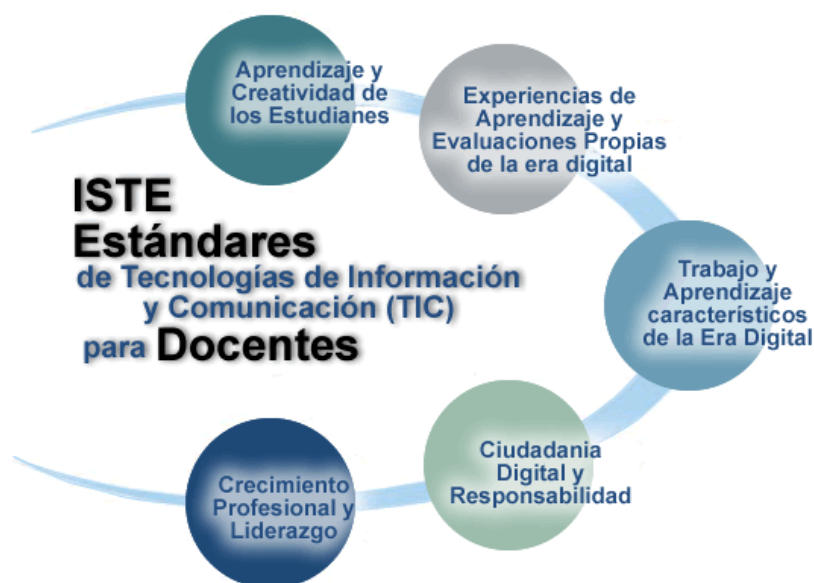 Aprendizaje y
Creatividad de
los Estudianes
Experiencias de
Aprendizaje y
Evaluaciones Propias
de la era digital
ISTE
Estándares
de Tecnologías de Información
y Comunicación (TIC)
para Docentes
Trabajo y
Aprendizaje
característicos
de la Era Digital
Ciudadania
Digital y
Responsabilidad
Crecimiento
Profesional y
Liderazgo